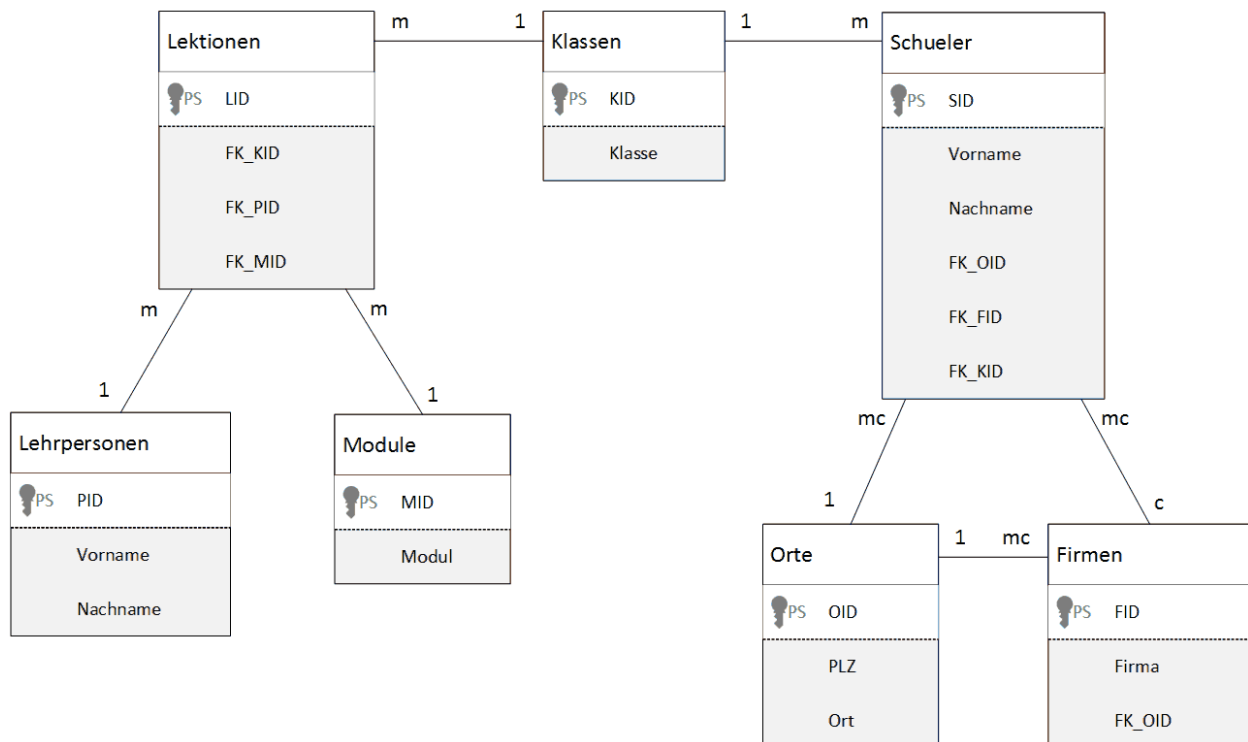 m 1 1 m
Lektionen
PS LID
FK_KID
FK_PID
FK_MID
Klassen
PS KID
Klasse
Schueler
PS SID
Vorname
Nachname
FK_OID
FK_FID
FK_KID
m m
1 1
Lehrpersonen
PS PID
Vorname
Nachname
Module
PS MID
Modul
mc mc
1 c
1 mc
Orte
PS OID
PLZ
Ort
Firmen
PS FID
Firma
FK_OID